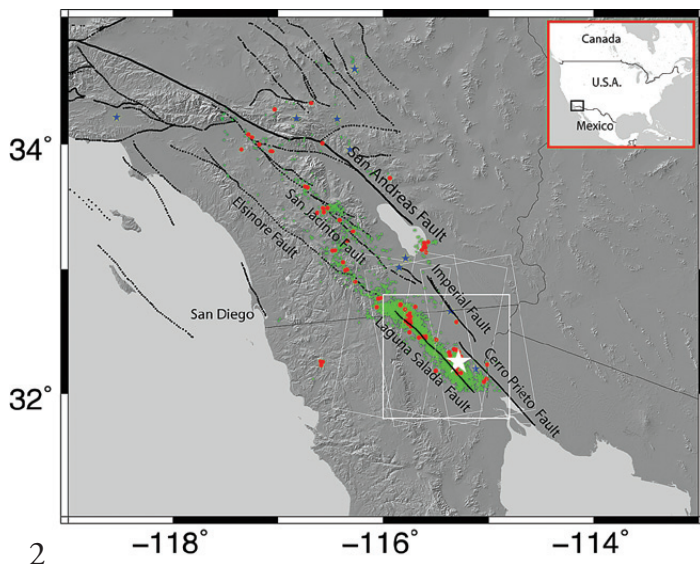 Canada
U.S.A.
Mexico
34°
San Andreas Fault
San Jacinto Fault
Elsinore Fault
Imperial Fault
San Diego
Laguna Salada Fault
Cerro Prieto Fault
32°
-118°
-116°
-114°
2